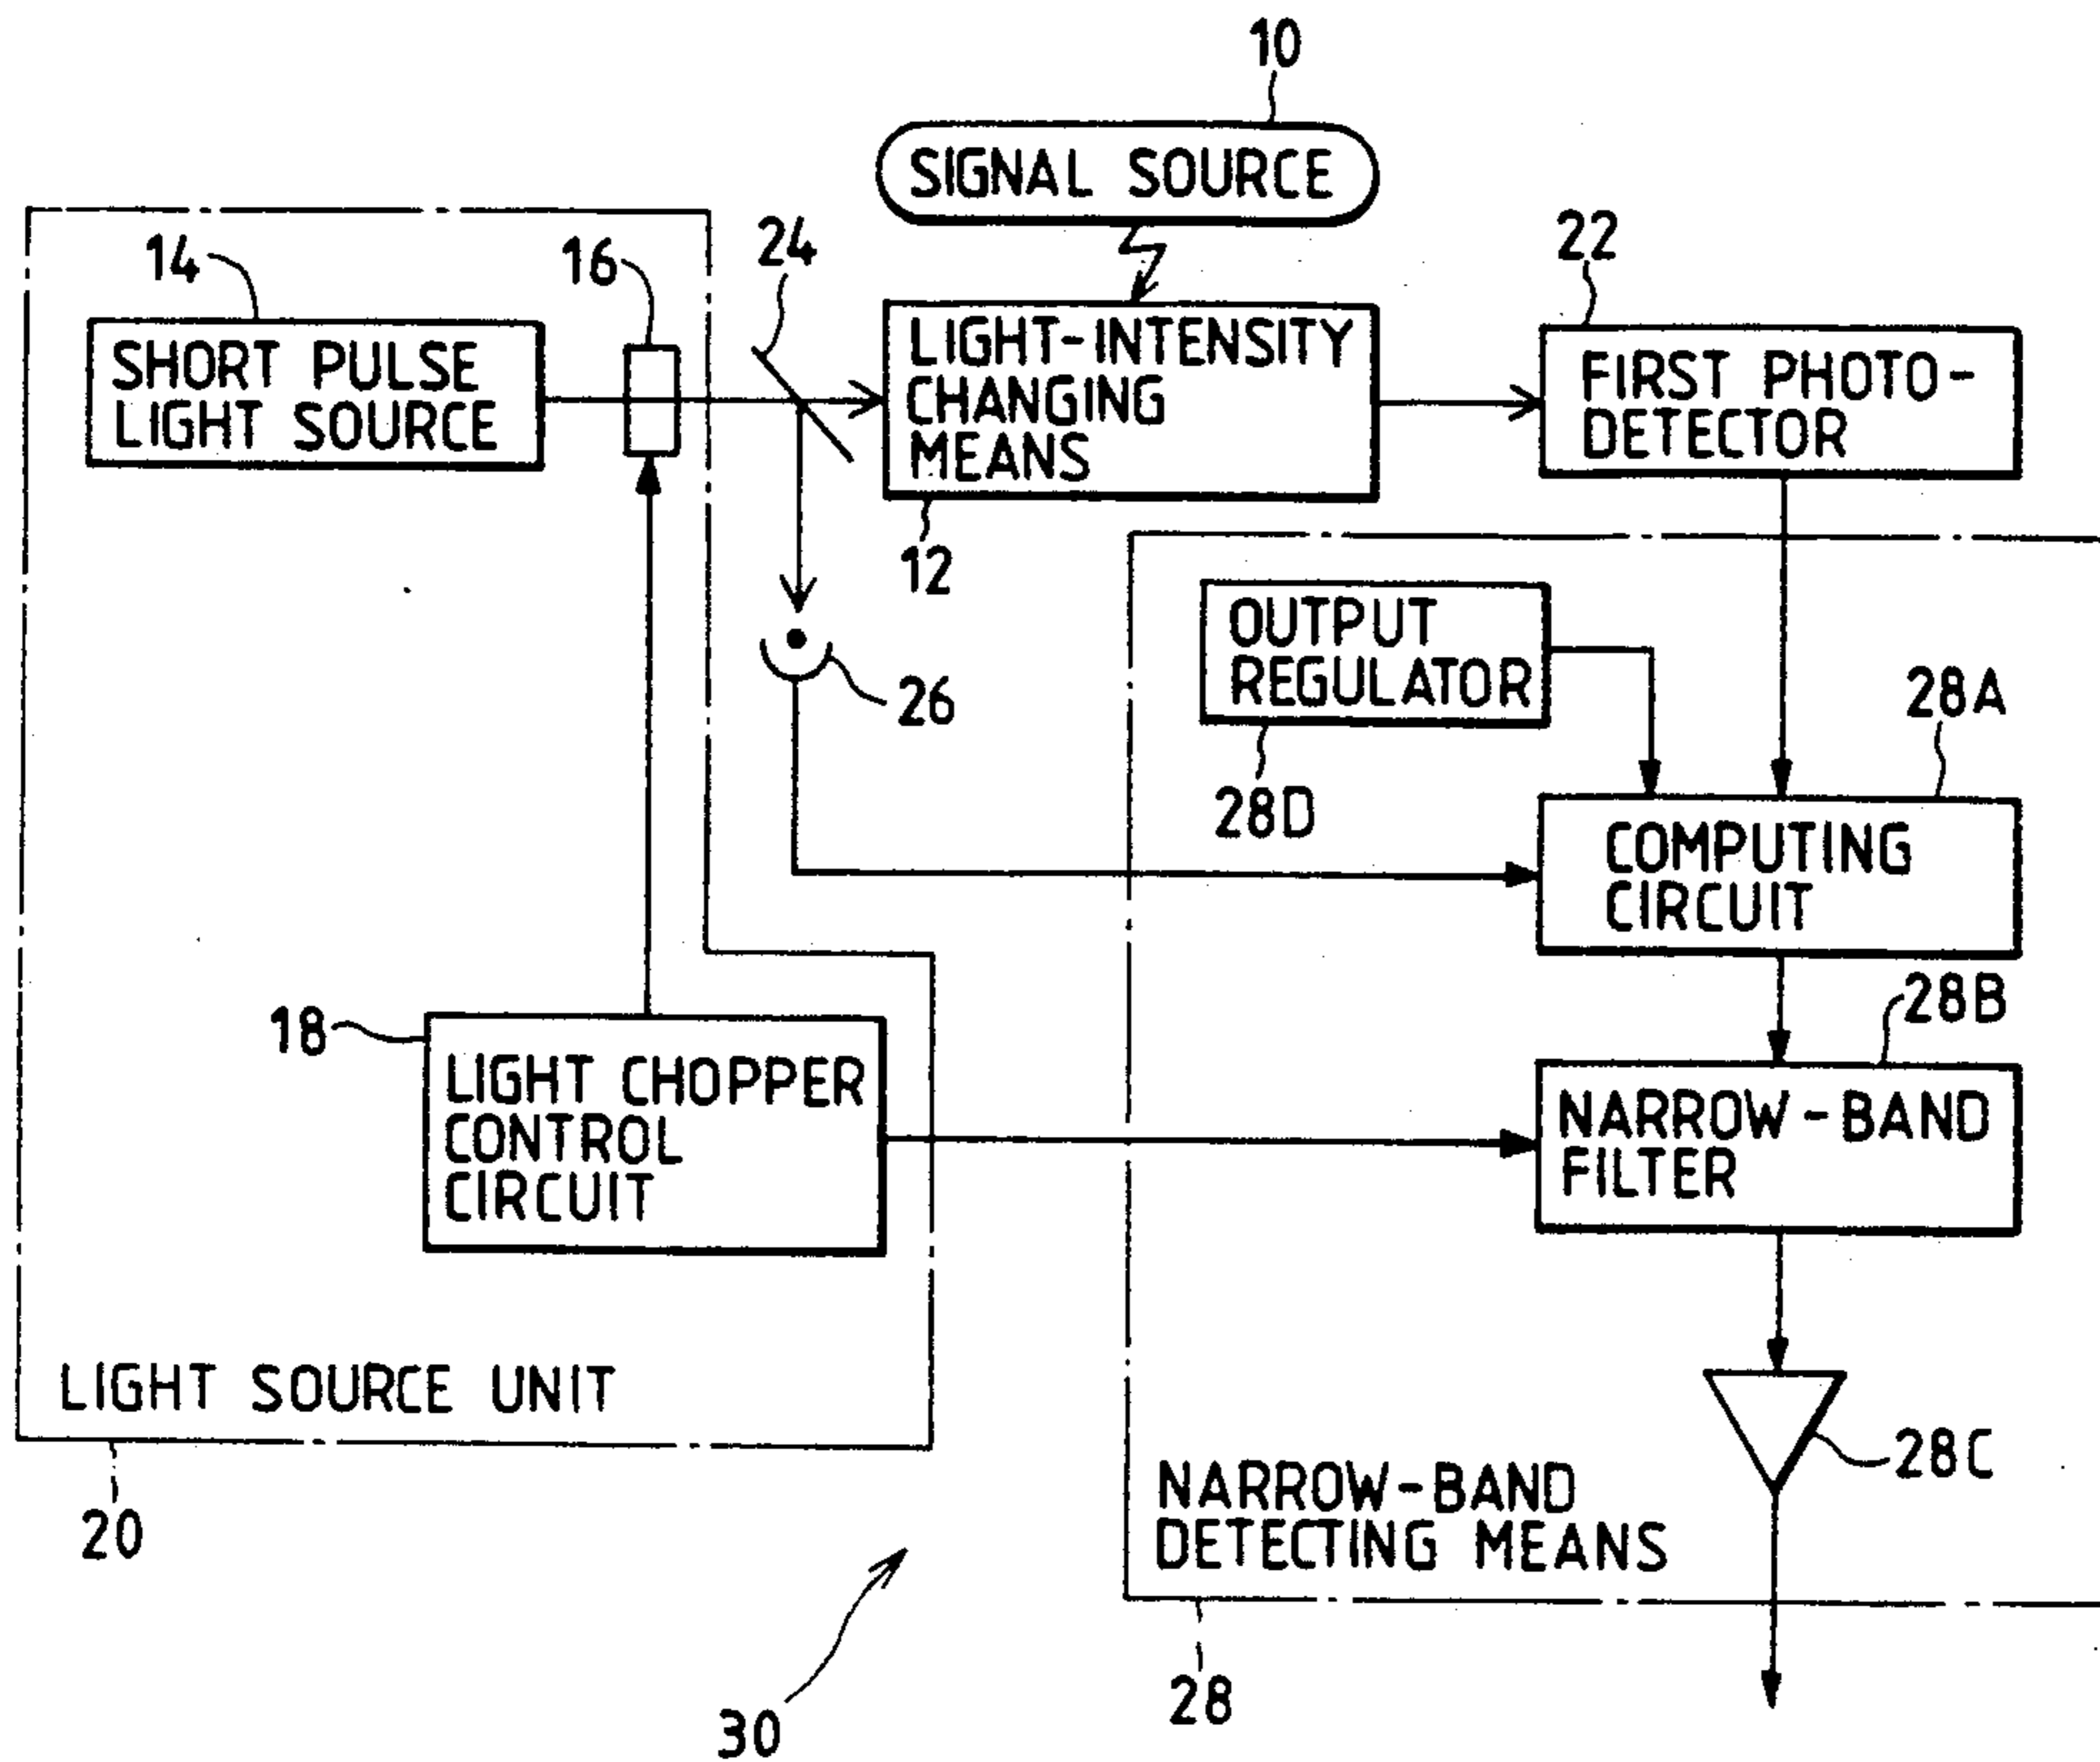 10
SIGNAL SOURCE
14
16
24
22
SHORT PULSE
LIGHT SOURCE
LIGHT-INTENSITY
CHANGING
MEANS
FIRST PHOTO-
DETECTOR
12
OUTPUT
REGULATOR
26
28A
28D
COMPUTING
CIRCUIT
28B
18
LIGHT CHOPPER
CONTROL
CIRCUIT
NARROW-BAND
FILTER
LIGHT SOURCE UNIT
28C
20
NARROW-BAND
DETECTING MEANS
30
28